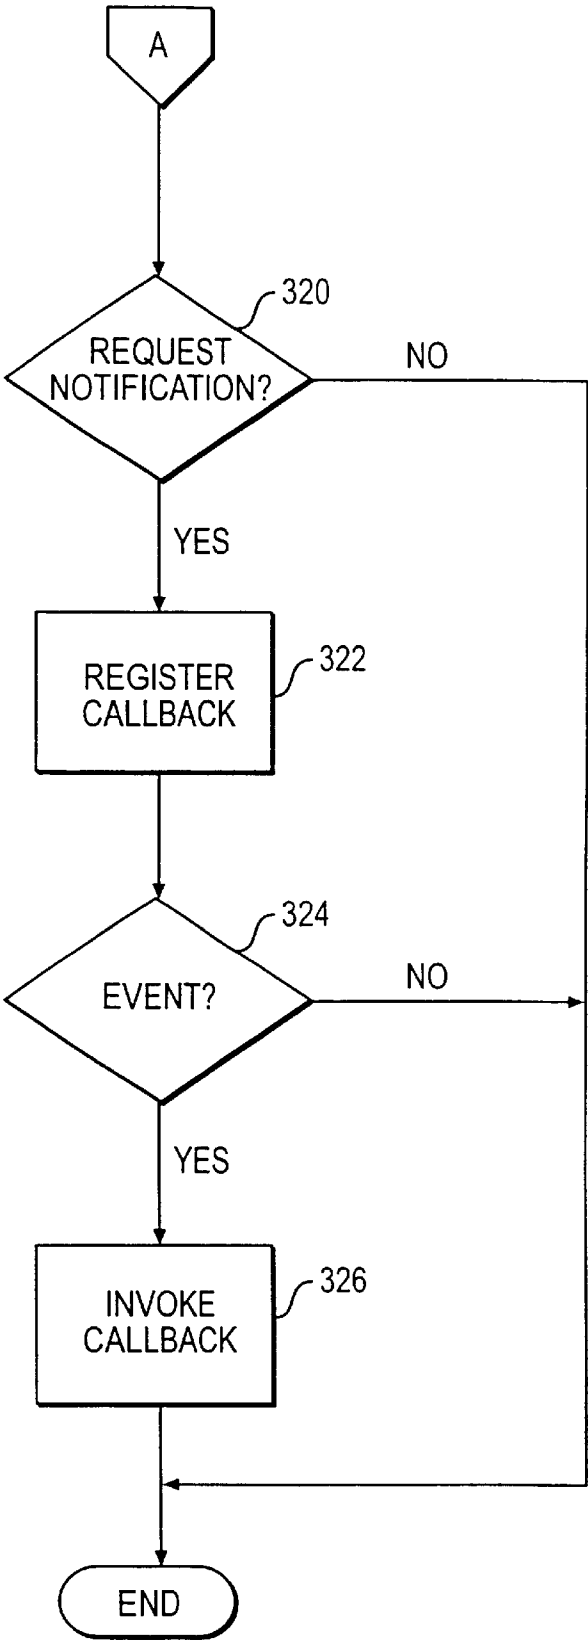 A
320
REQUEST
NOTIFICATION?
NO
YES
322
REGISTER
CALLBACK
324
EVENT?
NO
YES
326
INVOKE
CALLBACK
END